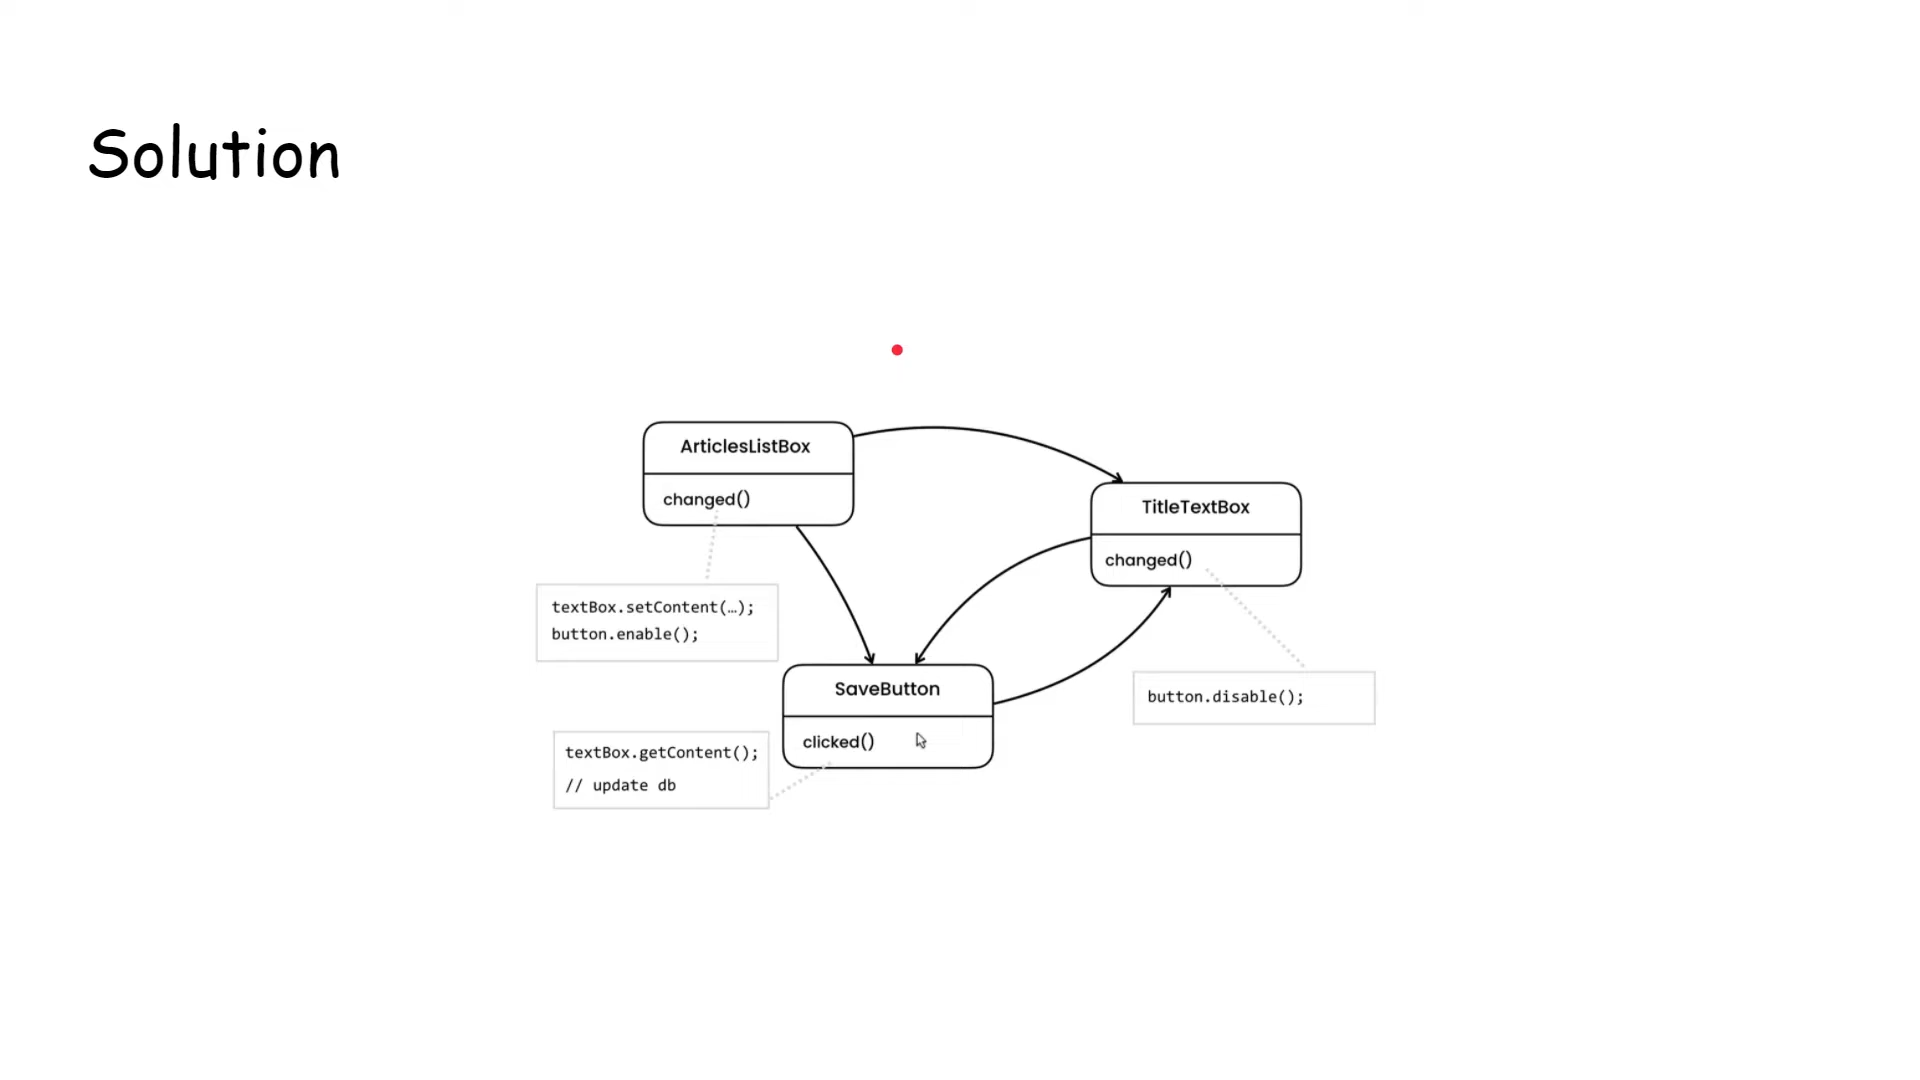 Solution
ArticlesListBox
changed()
TitleTextBox
changed()
textBox.setContent(…);
button.enable();
SaveButton
clicked()
button.disable();
textBox.getContent();
// update db